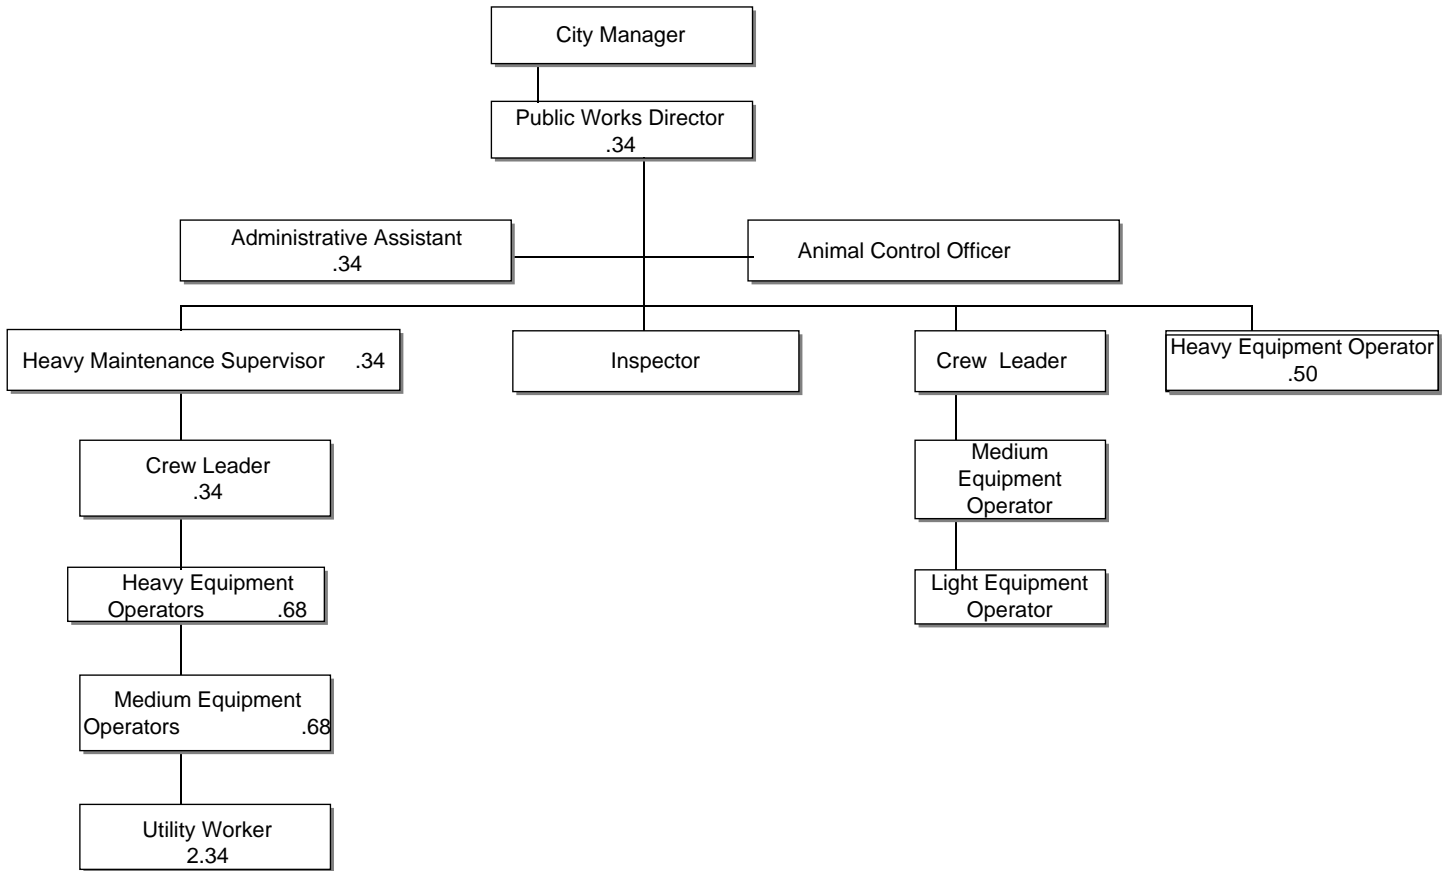 City Manager
Public Works Director
.34
Administrative Assistant
.34
Animal Control Officer
Heavy Maintenance Supervisor .34
Inspector
Crew Leader
Heavy Equipment Operator
.50
Crew Leader
.34
Medium
Equipment
Operator
Heavy Equipment
Operators .68
Light Equipment
Operator
Medium Equipment
Operators .68
Utility Worker
2.34